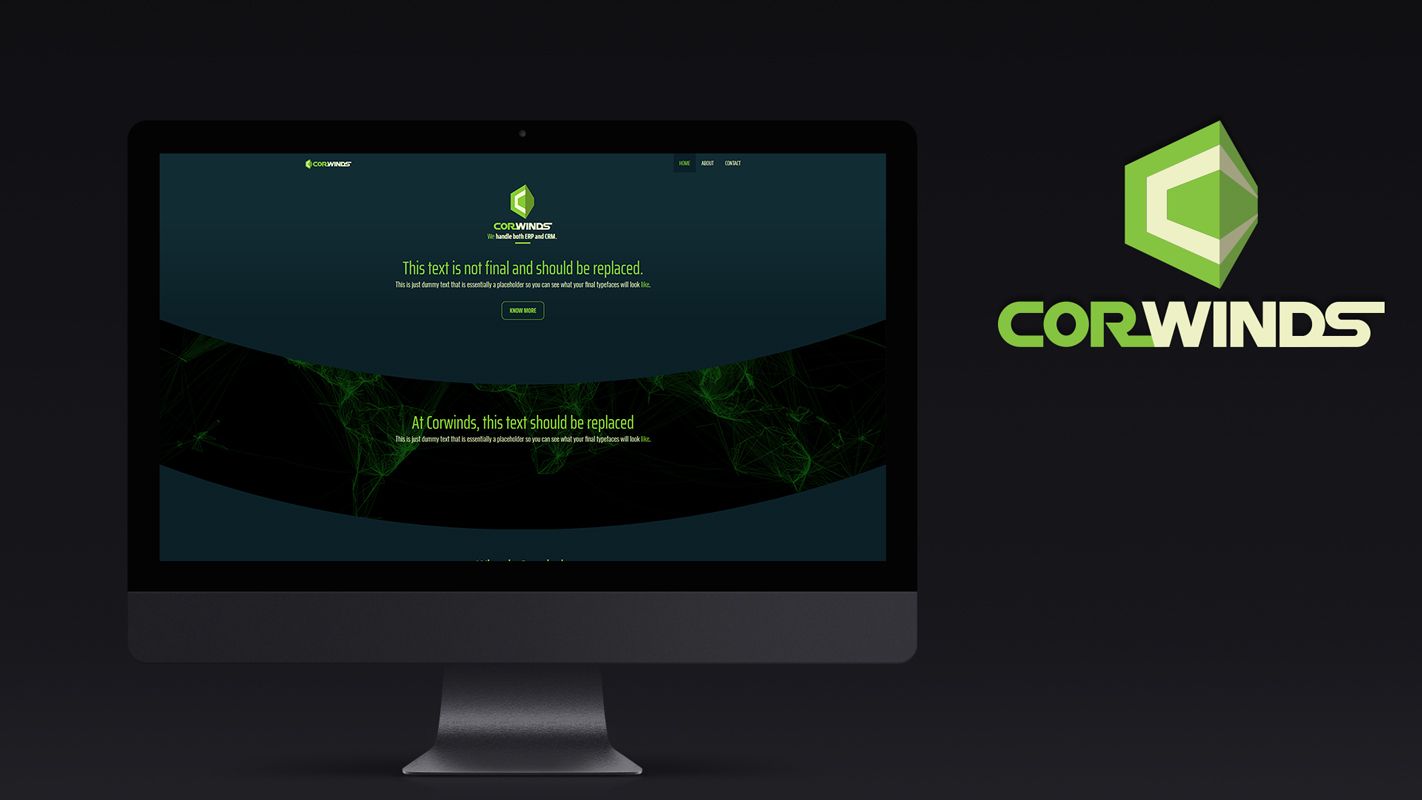 CORWINDS
HOME ABOUT CONTACT
CORWINDS
We handle both ERP and CRM.
This text is not final and should be replaced.
This is just dummy text that is essentially a placeholder so you can see what your final typefaces will look like.
KNOW MORE
At Corwinds, this text should be replaced
This is just dummy text that is essentially a placeholder so you can see what your final typefaces will look like.
CORWINDS